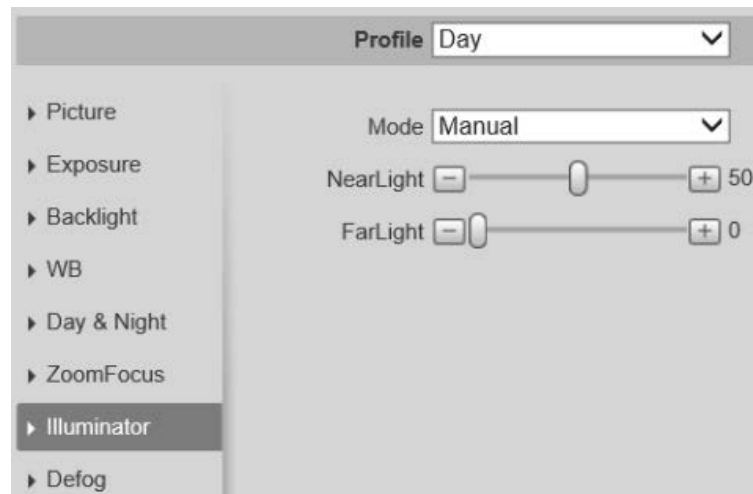 Profile Day
Picture
Mode Manual
Exposure
NearLight 50
Backlight
FarLight 0
WB
Day & Night
ZoomFocus
Illuminator
Defog